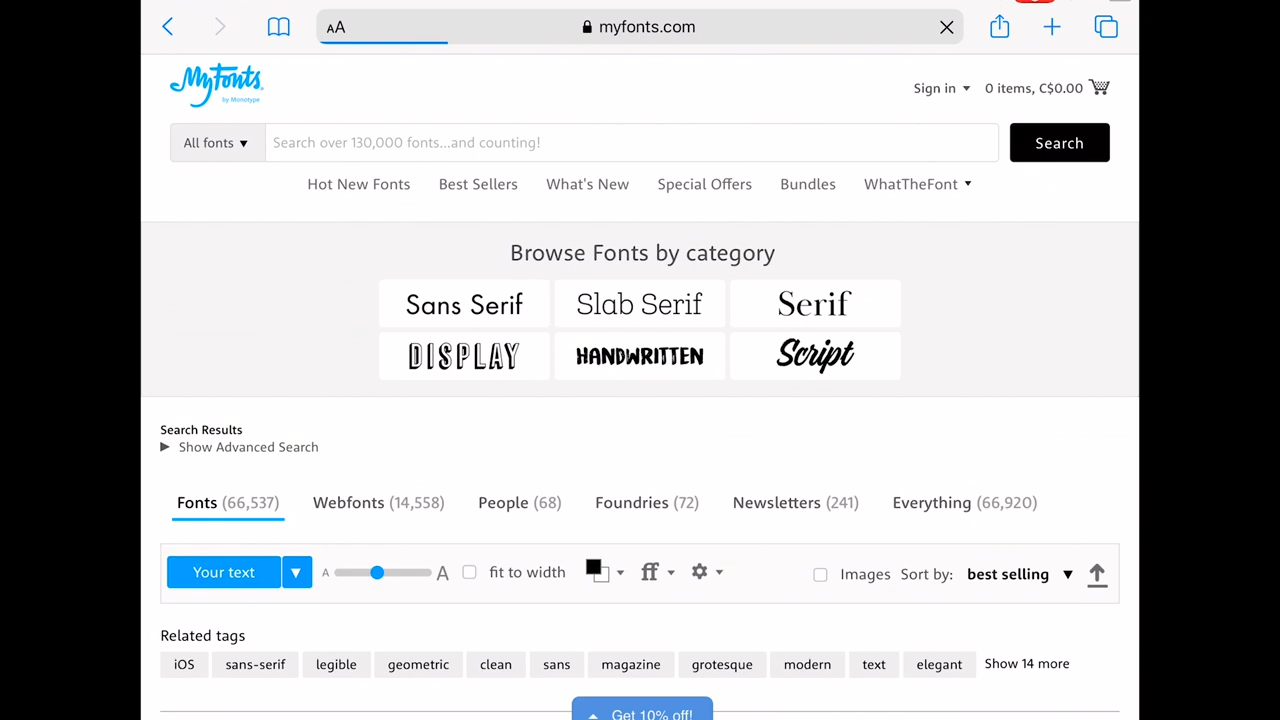 AA myfonts.com
MyFonts
by Monotype
Sign in 0 items, C$0.00
All fonts Search over 130,000 fonts...and counting! Search
Hot New Fonts Best Sellers What's New Special Offers Bundles WhatTheFont
Browse Fonts by category
Sans Serif Slab Serif Serif
DISPLAY HANDWRITTEN Script
Search Results
Show Advanced Search
Fonts (66,537) Webfonts (14,558) People (68) Foundries (72) Newsletters (241) Everything (66,920)
Your text A A fit to width ff Images Sort by: best selling
Related tags
iOS sans-serif legible geometric clean sans magazine grotesque modern text elegant Show 14 more
Get 10% off!